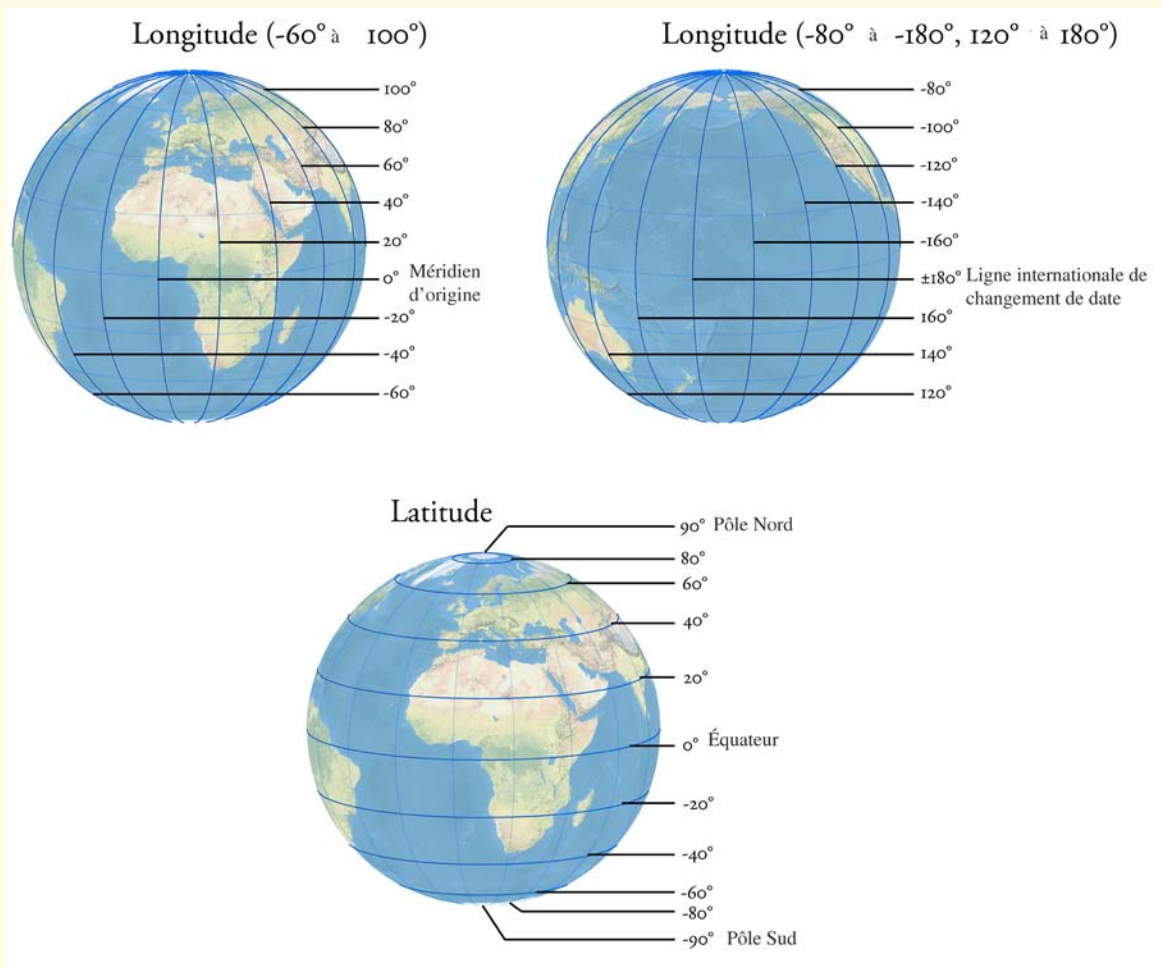 Longitude (-60° à 100°)
100°
80°
60°
40°
20°
0° Méridien
d'origine
-20°
-40°
-60°
Longitude (-80° à -180°, 120° à 180°)
-80°
-100°
-120°
-140°
-160°
±180° Ligne internationale de
changement de date
160°
140°
120°
Latitude
90° Pôle Nord
80°
60°
40°
20°
0° Équateur
-20°
-40°
-60°
-80°
-90° Pôle Sud